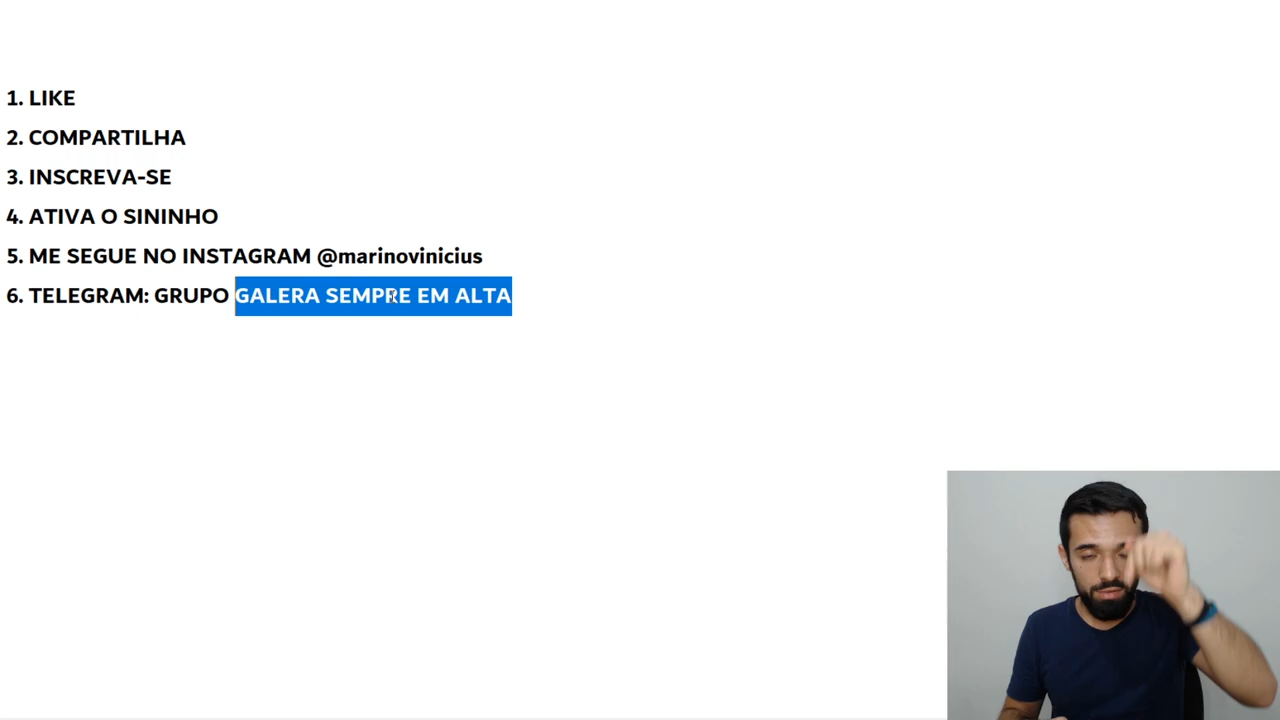 1. LIKE
2. COMPARTILHA
3. INSCREVA-SE
4. ATIVA O SININHO
5. ME SEGUE NO INSTAGRAM @marinovinicius
6. TELEGRAM: GRUPO GALERA SEMPRE EM ALTA